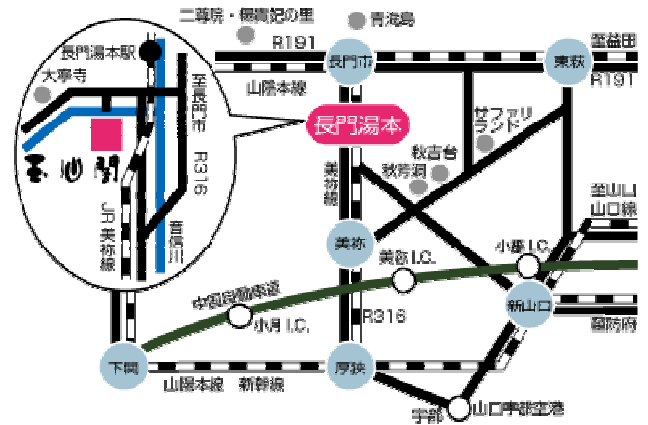 二尊院・楊貴妃の里
青海島
R191
長門市
東萩
至益田
R191
山陰本線
長門湯本駅
大寧寺
至長門市
R316
玉仙閣
JR美祢線
音信川
長門湯本
サファリ
ランド
秋吉台
秋芳洞
美祢線
至山口
山口線
美祢
美祢I.C.
小郡I.C.
中国自動車道
小月I.C.
R316
新山口
至防府
下関
山陽本線 新幹線
厚狭
宇部
山口宇部空港